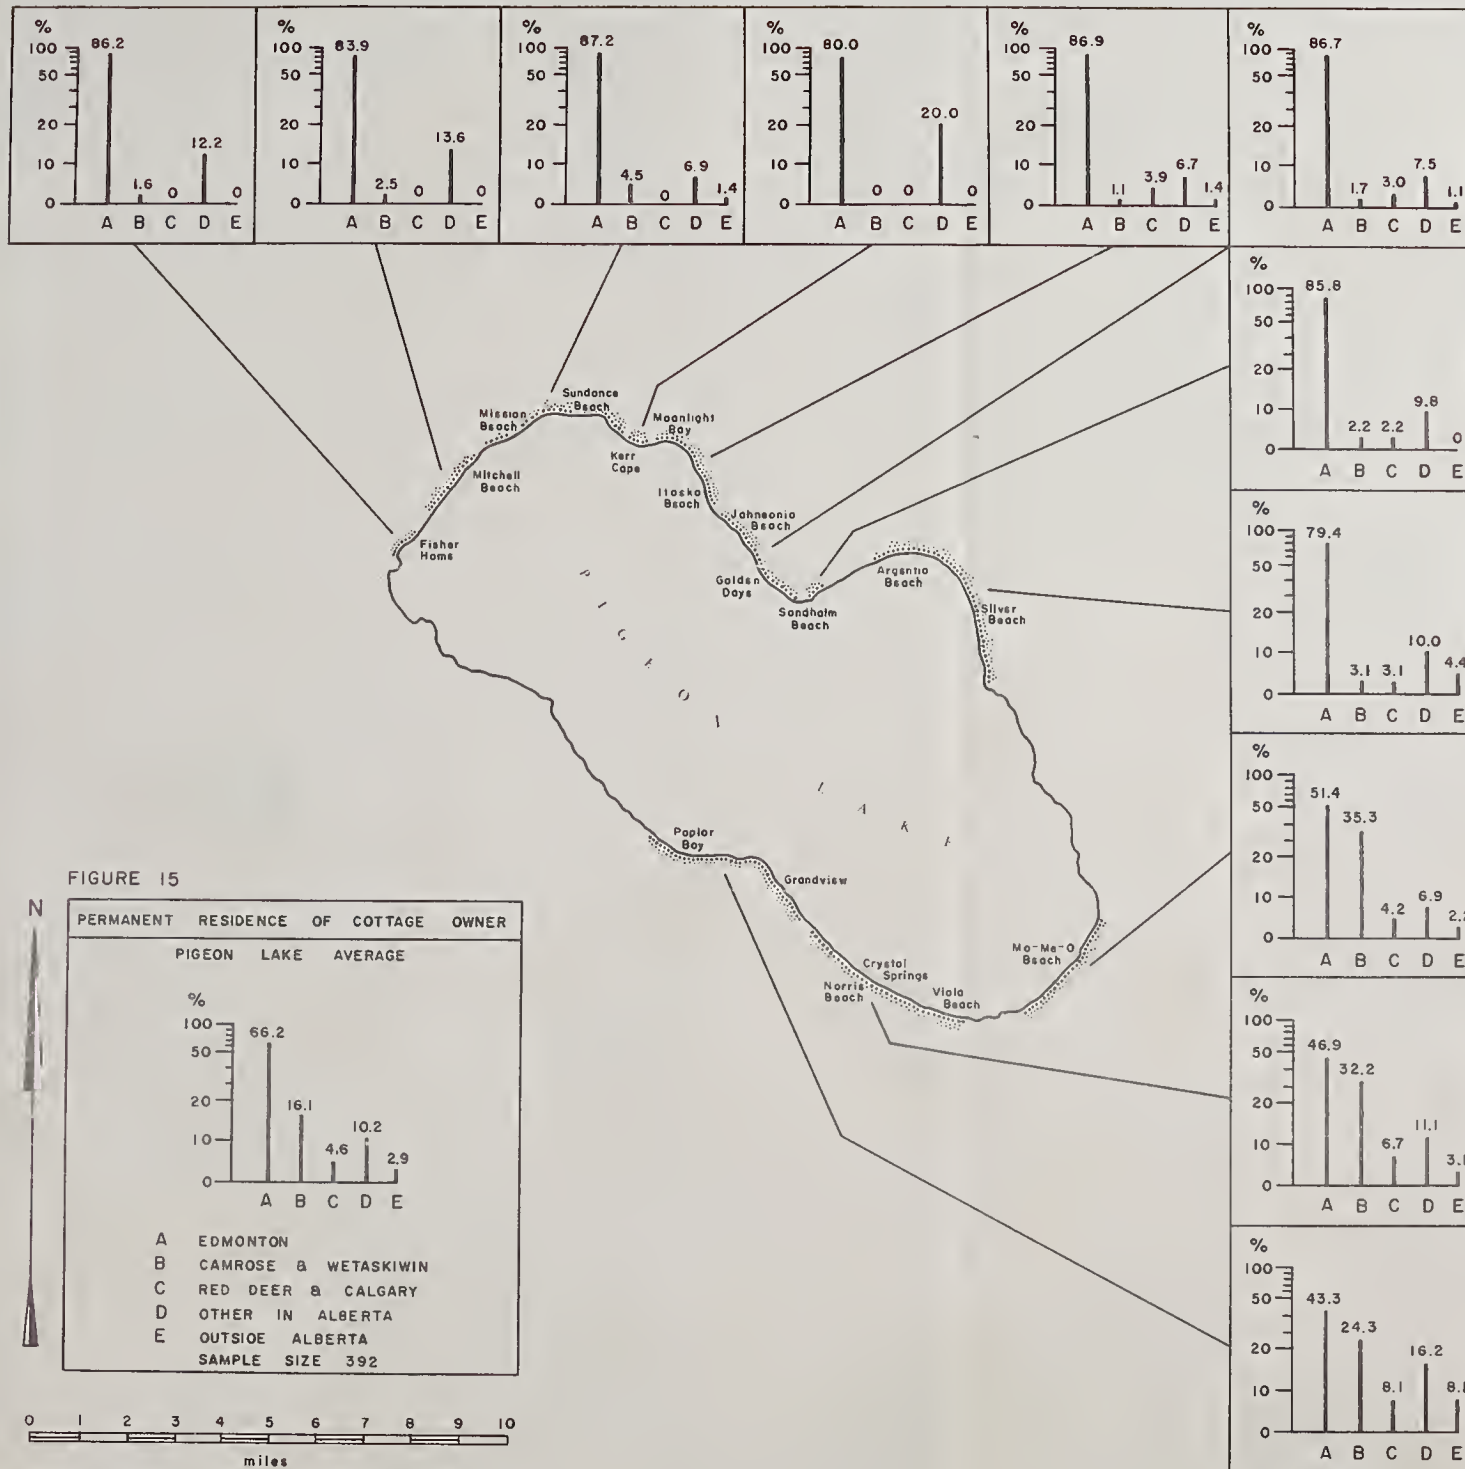 %
100
50
20
10
0
86.2
1.6
0
12.2
0
A B C D E
%
100
50
20
10
0
83.9
2.5
0
13.6
0
A B C D E
%
100
50
20
10
0
87.2
4.5
0
6.9
1.4
A B C D E
%
100
50
20
10
0
80.0
0
0
20.0
0
A B C D E
%
100
50
20
10
0
86.9
1.1
3.9
6.7
1.4
A B C D E
%
100
50
20
10
0
86.7
1.7
3.0
7.5
1.1
A B C D E
%
100
50
20
10
0
85.8
2.2
2.2
9.8
0
A B C D E
%
100
50
20
10
0
79.4
3.1
3.1
10.0
4.4
A B C D E
%
100
50
20
10
0
51.4
35.3
4.2
6.9
A B C D E
%
100
50
20
10
0
46.9
32.2
6.7
11.1
A B C D E
%
100
50
20
10
0
43.3
24.3
8.1
16.2
Sundance
Beach
Mission
Beach
Moonlight
Bay
Kerr
Cape
Mitchell
Beach
Itaska
Beach
Johnsonia
Beach
Fisher
Home
Golden
Days
Argentia
Beach
Sandholm
Beach
Silver
Beach
PIGEON LAKE
Poplar
Bay
Grandview
Ma-Me-O
Beach
Crystal
Springs
Norris
Beach
Viola
Beach
FIGURE 15
N
PERMANENT RESIDENCE OF COTTAGE OWNER
PIGEON LAKE AVERAGE
%
100
50
20
10
0
66.2
16.1
4.6
10.2
2.9
A B C D E
A EDMONTON
B CAMROSE & WETASKIWIN
C RED DEER & CALGARY
D OTHER IN ALBERTA
E OUTSIDE ALBERTA
SAMPLE SIZE 392
0 1 2 3 4 5 6 7 8 9 10
miles
A B C D E